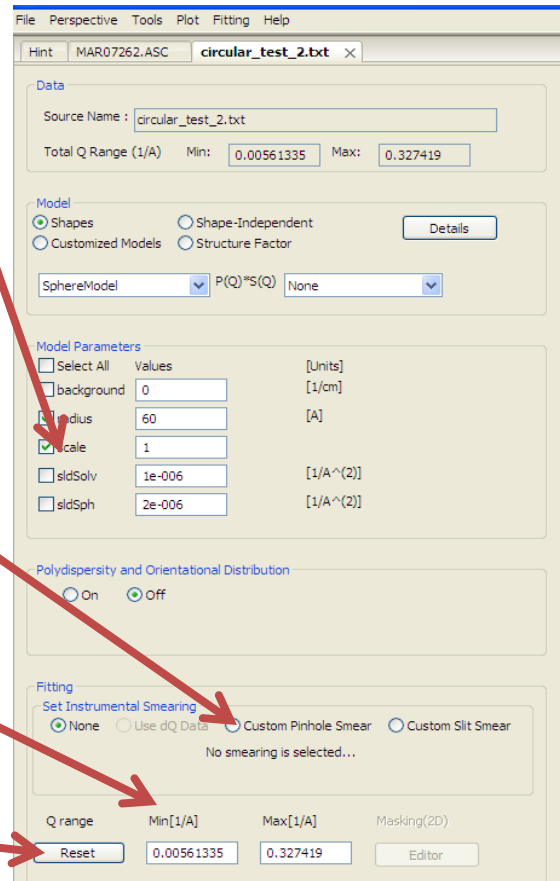 File Perspective Tools Plot Fitting Help
Hint MAR07262.ASC circular_test_2.txt
Data
Source Name : circular_test_2.txt
Total Q Range (1/A) Min: 0.00561335 Max: 0.327419
Model
Shapes Shape-Independent Details
Customized Models Structure Factor
SphereModel P(Q)*S(Q) None
Model Parameters
Select All Values [Units]
background 0 [1/cm]
radius 60 [A]
scale 1
sldSolv 1e-006 [1/A^(2)]
sldSph 2e-006 [1/A^(2)]
Polydispersity and Orientational Distribution
On Off
Fitting
Set Instrumental Smearing
None Use dQ Data Custom Pinhole Smear Custom Slit Smear
No smearing is selected...
Q range Min[1/A] Max[1/A] Masking(2D)
Reset 0.00561335 0.327419 Editor